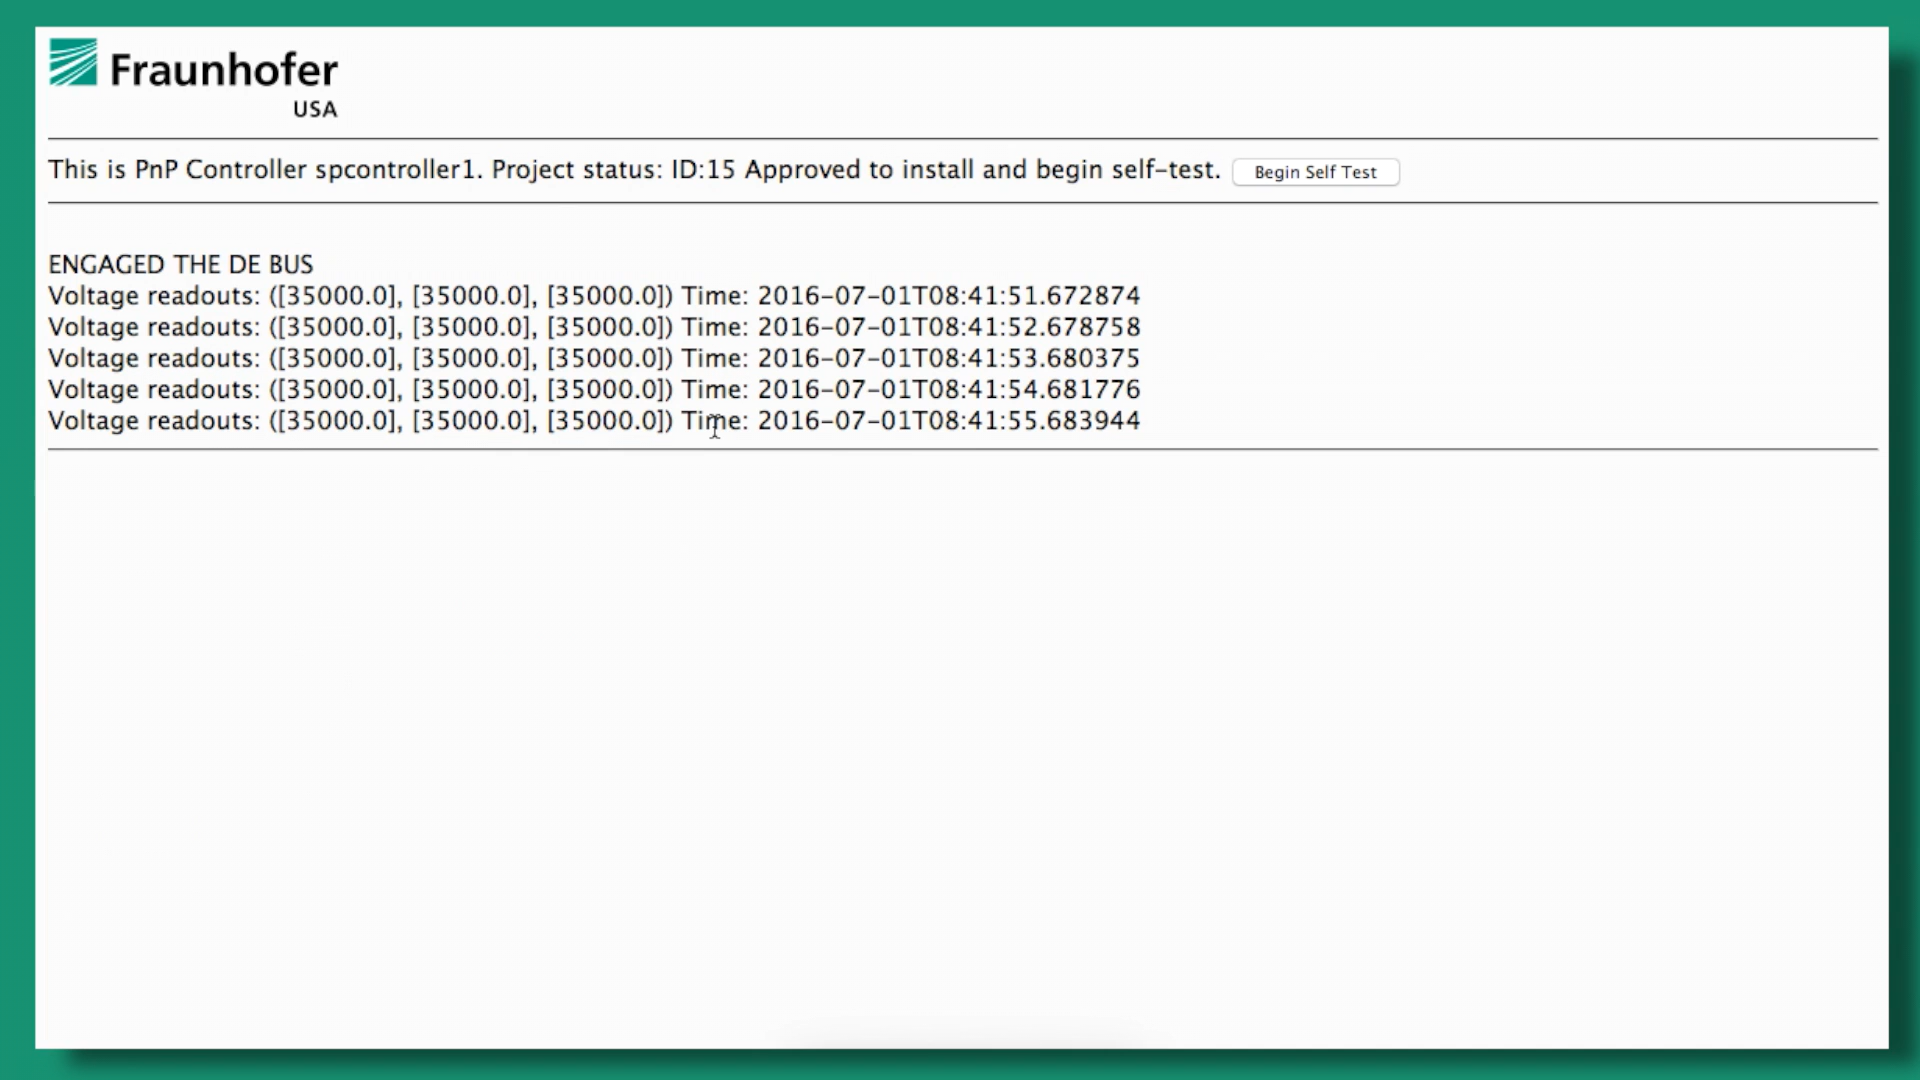 Fraunhofer
USA
This is PnP Controller spcontroller1. Project status: ID:15 Approved to install and begin self-test. Begin Self Test
ENGAGED THE DE BUS
Voltage readouts: ([35000.0], [35000.0], [35000.0]) Time: 2016-07-01T08:41:51.672874
Voltage readouts: ([35000.0], [35000.0], [35000.0]) Time: 2016-07-01T08:41:52.678758
Voltage readouts: ([35000.0], [35000.0], [35000.0]) Time: 2016-07-01T08:41:53.680375
Voltage readouts: ([35000.0], [35000.0], [35000.0]) Time: 2016-07-01T08:41:54.681776
Voltage readouts: ([35000.0], [35000.0], [35000.0]) Time: 2016-07-01T08:41:55.683944